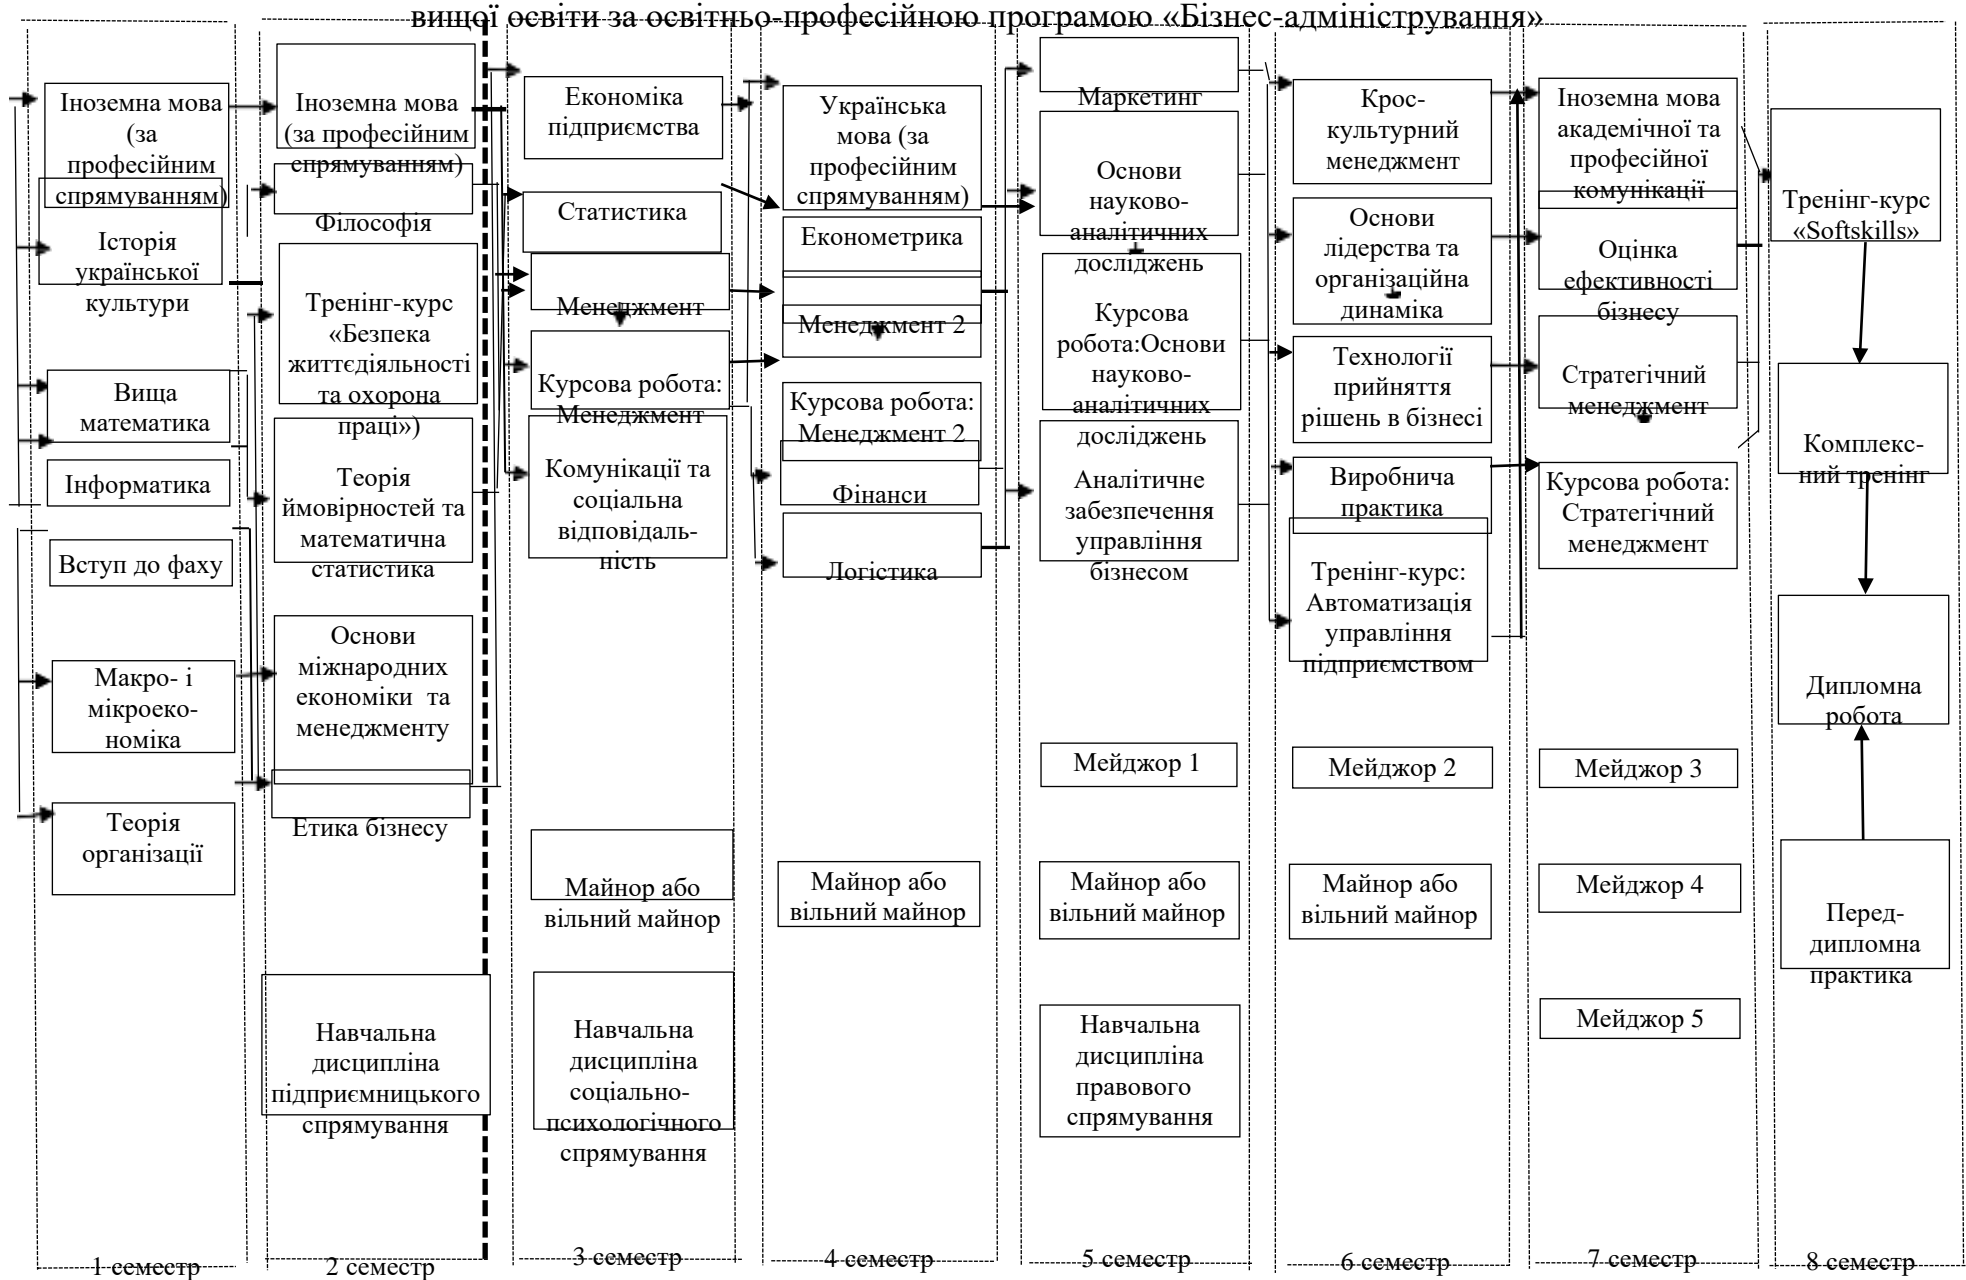 вищої освіти за освітньо-професійною програмою «Бізнес-адміністрування»
Іноземна мова
(за
професійним
спрямуванням)
Історія
української
культури
Вища
математика
Інформатика
Вступ до фаху
Макро- і
мікроеко-
номіка
Теорія
організації
1 семестр
Іноземна мова
(за професійним
спрямуванням)
Філософія
Тренінг-курс
«Безпека
життєдіяльності
та охорона
праці»)
Теорія
ймовірностей та
математична
статистика
Основи
міжнародних
економіки та
менеджменту
Етика бізнесу
Навчальна
дисципліна
підприємницького
спрямування
2 семестр
Економіка
підприємства
Статистика
Менеджмент
Курсова робота:
Менеджмент
Комунікації та
соціальна
відповідаль-
ність
Майнор або
вільний майнор
Навчальна
дисципліна
соціально-
психологічного
спрямування
3 семестр
Українська
мова (за
професійним
спрямуванням)
Економетрика
Менеджмент 2
Курсова робота:
Менеджмент 2
Фінанси
Логістика
Майнор або
вільний майнор
4 семестр
Маркетинг
Основи
науково-
аналітичних
досліджень
Курсова
робота:Основи
науково-
аналітичних
досліджень
Аналітичне
забезпечення
управління
бізнесом
Мейджор 1
Майнор або
вільний майнор
Навчальна
дисципліна
правового
спрямування
5 семестр
Крос-
культурний
менеджмент
Основи
лідерства та
організаційна
динаміка
Технології
прийняття
рішень в бізнесі
Виробнича
практика
Тренінг-курс:
Автоматизація
управління
підприємством
Мейджор 2
Майнор або
вільний майнор
6 семестр
Іноземна мова
академічної та
професійної
комунікації
Оцінка
ефективності
бізнесу
Стратегічний
менеджмент
Курсова робота:
Стратегічний
менеджмент
Мейджор 3
Мейджор 4
Мейджор 5
7 семестр
Тренінг-курс
«Softskills»
Комплекс-
ний тренінг
Дипломна
робота
Перед-
дипломна
практика
8 семестр